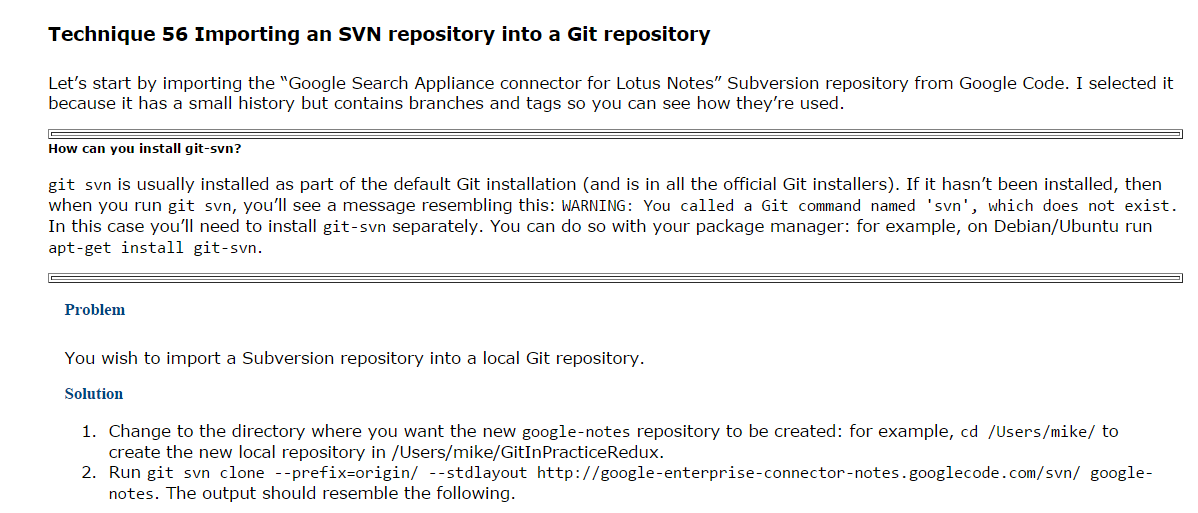 Technique 56 Importing an SVN repository into a Git repository
Let’s start by importing the “Google Search Appliance connector for Lotus Notes” Subversion repository from Google Code. I selected it
because it has a small history but contains branches and tags so you can see how they’re used.
How can you install git-svn?
git svn is usually installed as part of the default Git installation (and is in all the official Git installers). If it hasn’t been installed, then
when you run git svn, you’ll see a message resembling this: WARNING: You called a Git command named 'svn', which does not exist.
In this case you’ll need to install git-svn separately. You can do so with your package manager: for example, on Debian/Ubuntu run
apt-get install git-svn.
Problem
You wish to import a Subversion repository into a local Git repository.
Solution
1. Change to the directory where you want the new google-notes repository to be created: for example, cd /Users/mike/ to
create the new local repository in /Users/mike/GitInPracticeRedux.
2. Run git svn clone --prefix=origin/ --stdlayout http://google-enterprise-connector-notes.googlecode.com/svn/ google-
notes. The output should resemble the following.